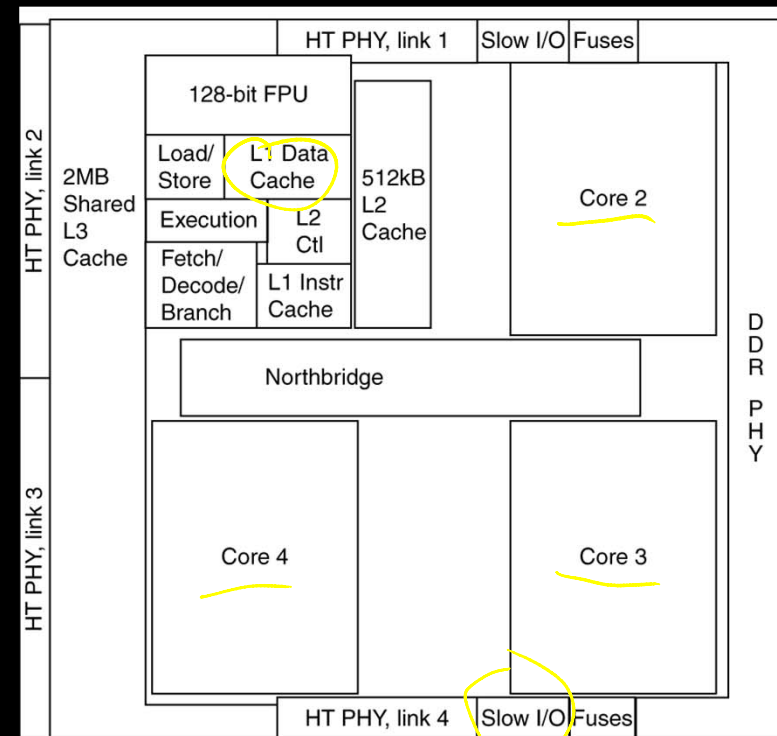 HT PHY, link 1
Slow I/O
Fuses
HT PHY, link 2
2MB
Shared
L3
Cache
128-bit FPU
Load/
Store
L1 Data
Cache
Execution
L2
Ctl
Fetch/
Decode/
Branch
L1 Instr
Cache
512kB
L2
Cache
Core 2
Northbridge
DDR PHY
HT PHY, link 3
Core 4
Core 3
HT PHY, link 4
Slow I/O
Fuses